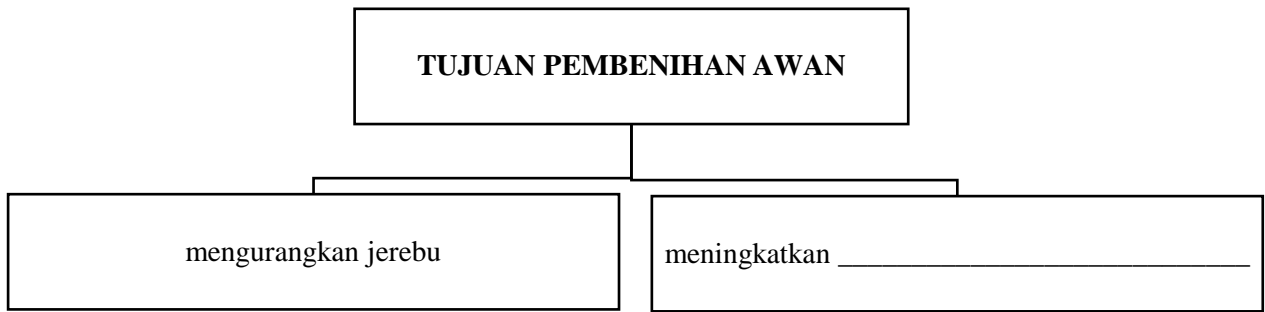 TUJUAN PEMBENIHAN AWAN
mengurangkan jerebu
meningkatkan ____________________________